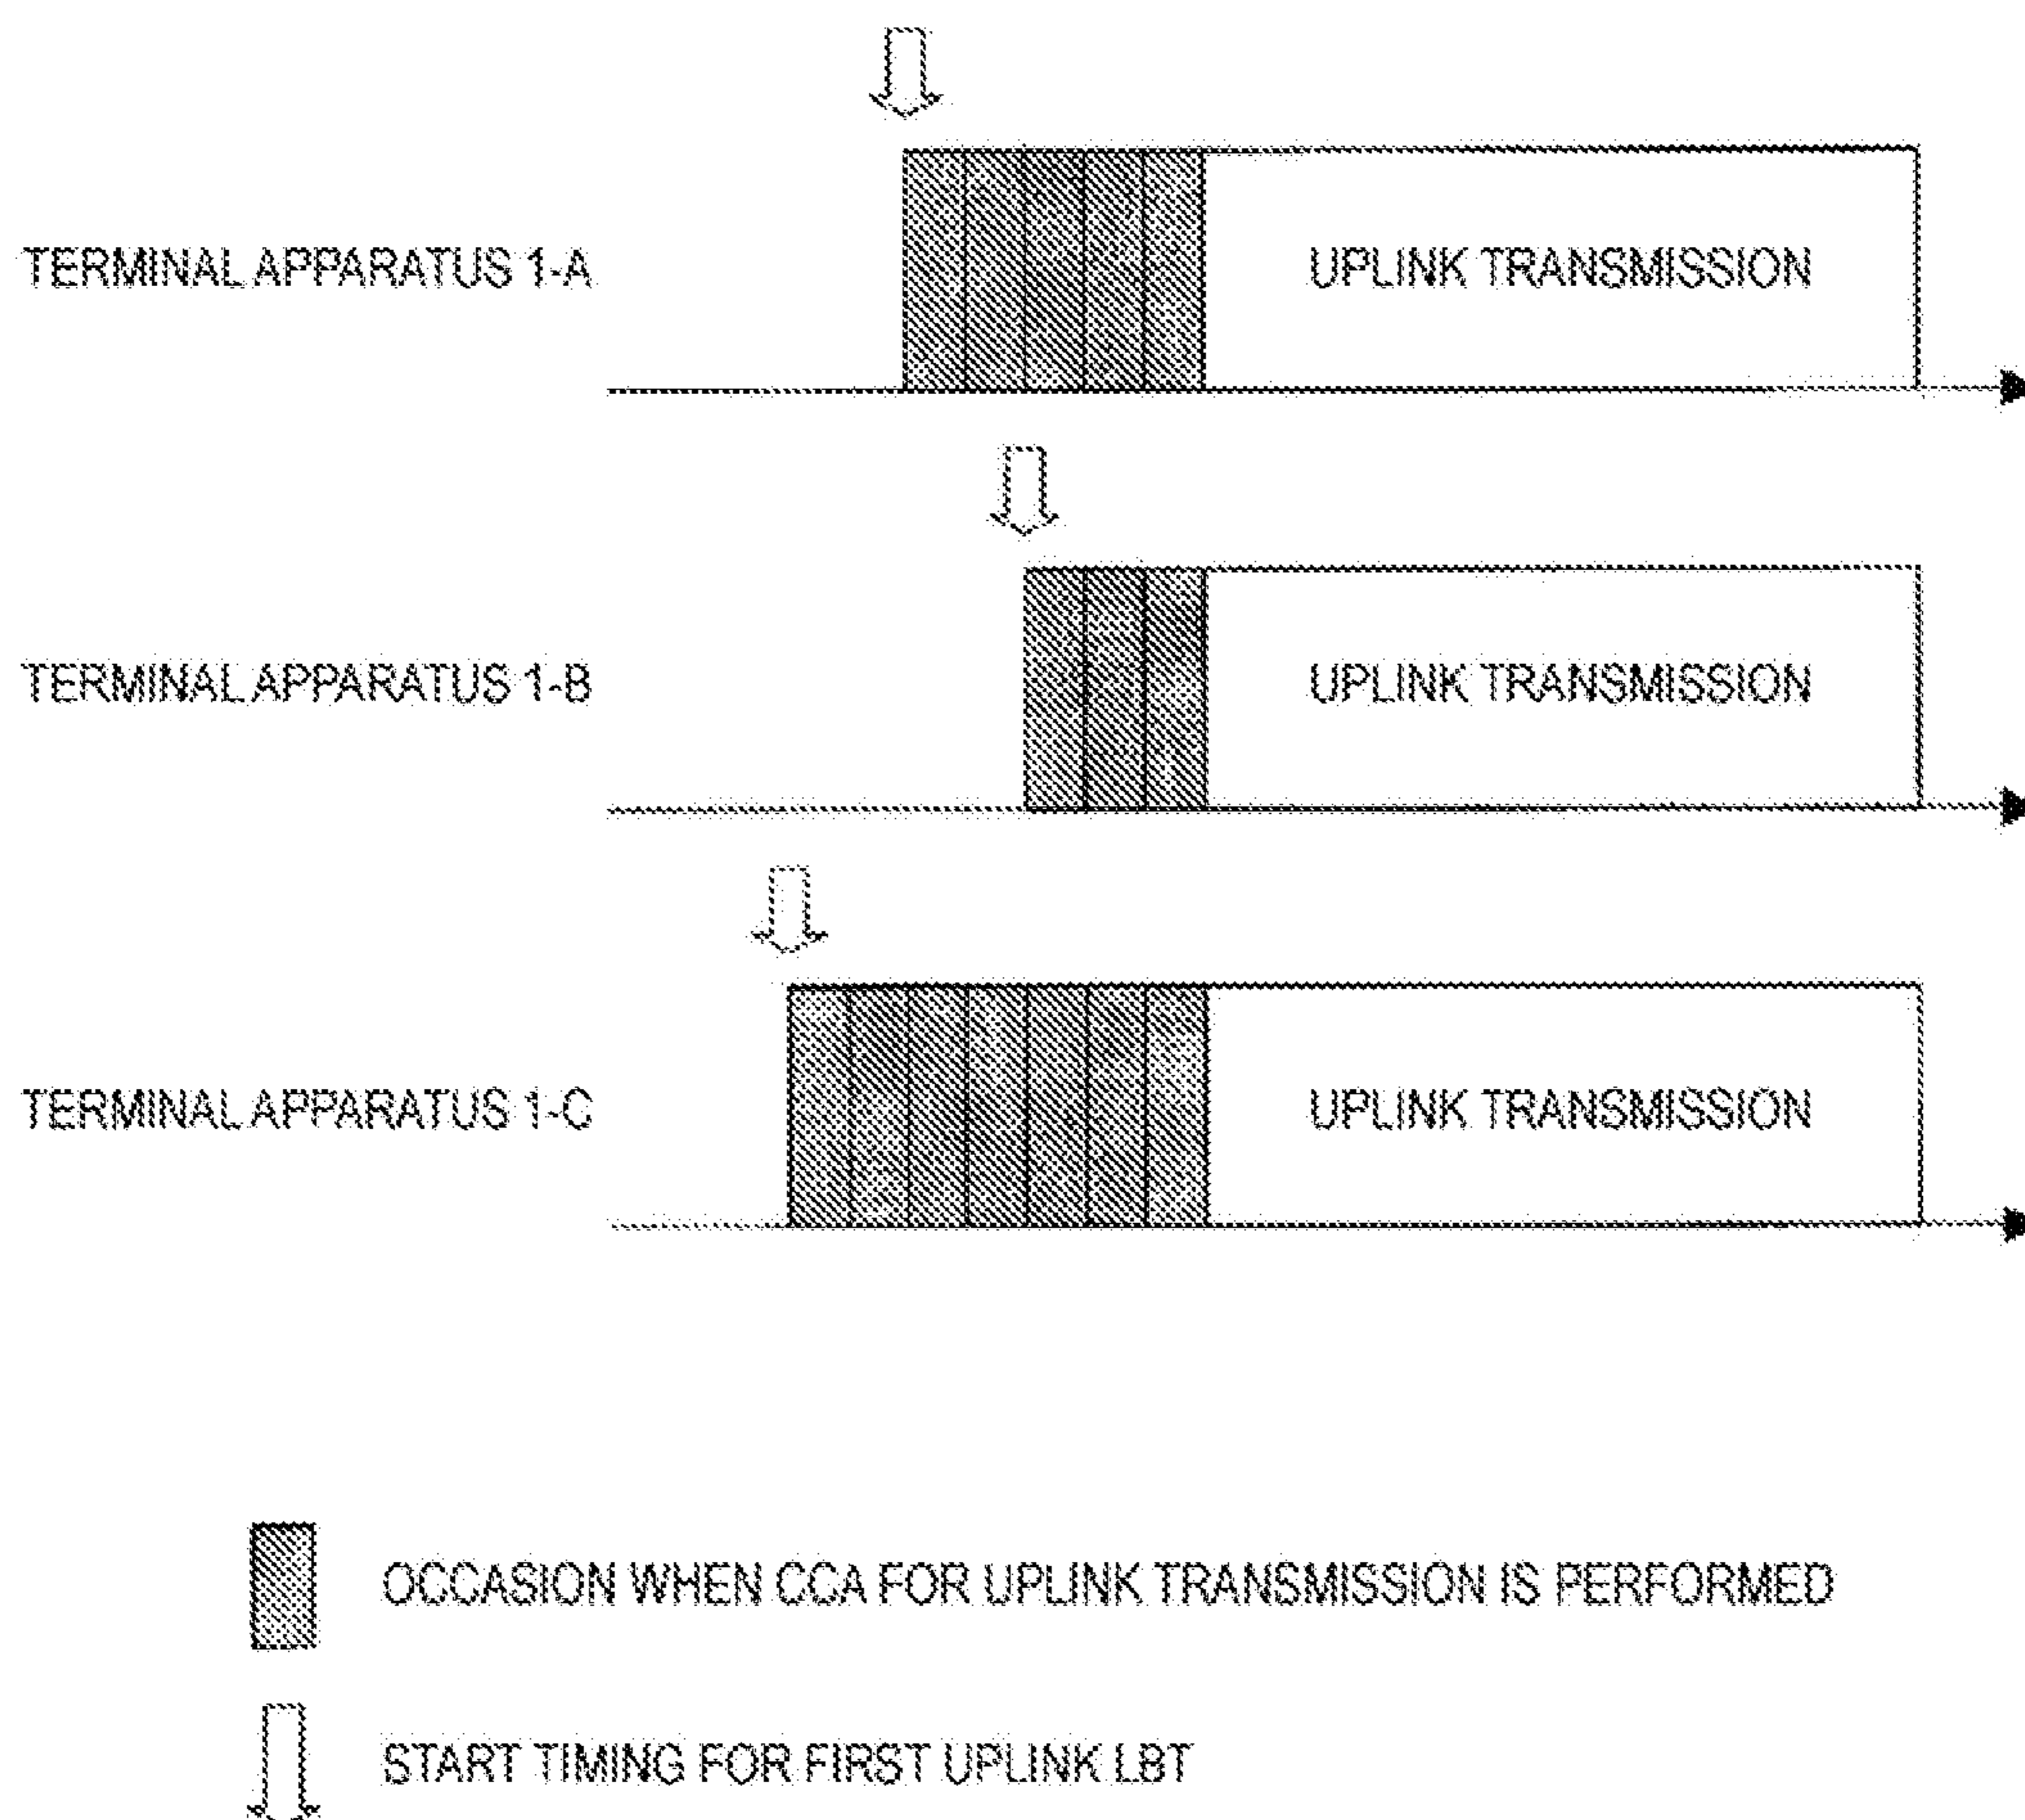 TERMINAL APPARATUS 1-A
UPLINK TRANSMISSION
TERMINAL APPARATUS 1-B
UPLINK TRANSMISSION
TERMINAL APPARATUS 1-C
UPLINK TRANSMISSION
OCCASION WHEN CCA FOR UPLINK TRANSMISSION IS PERFORMED
START TIMING FOR FIRST UPLINK LBT